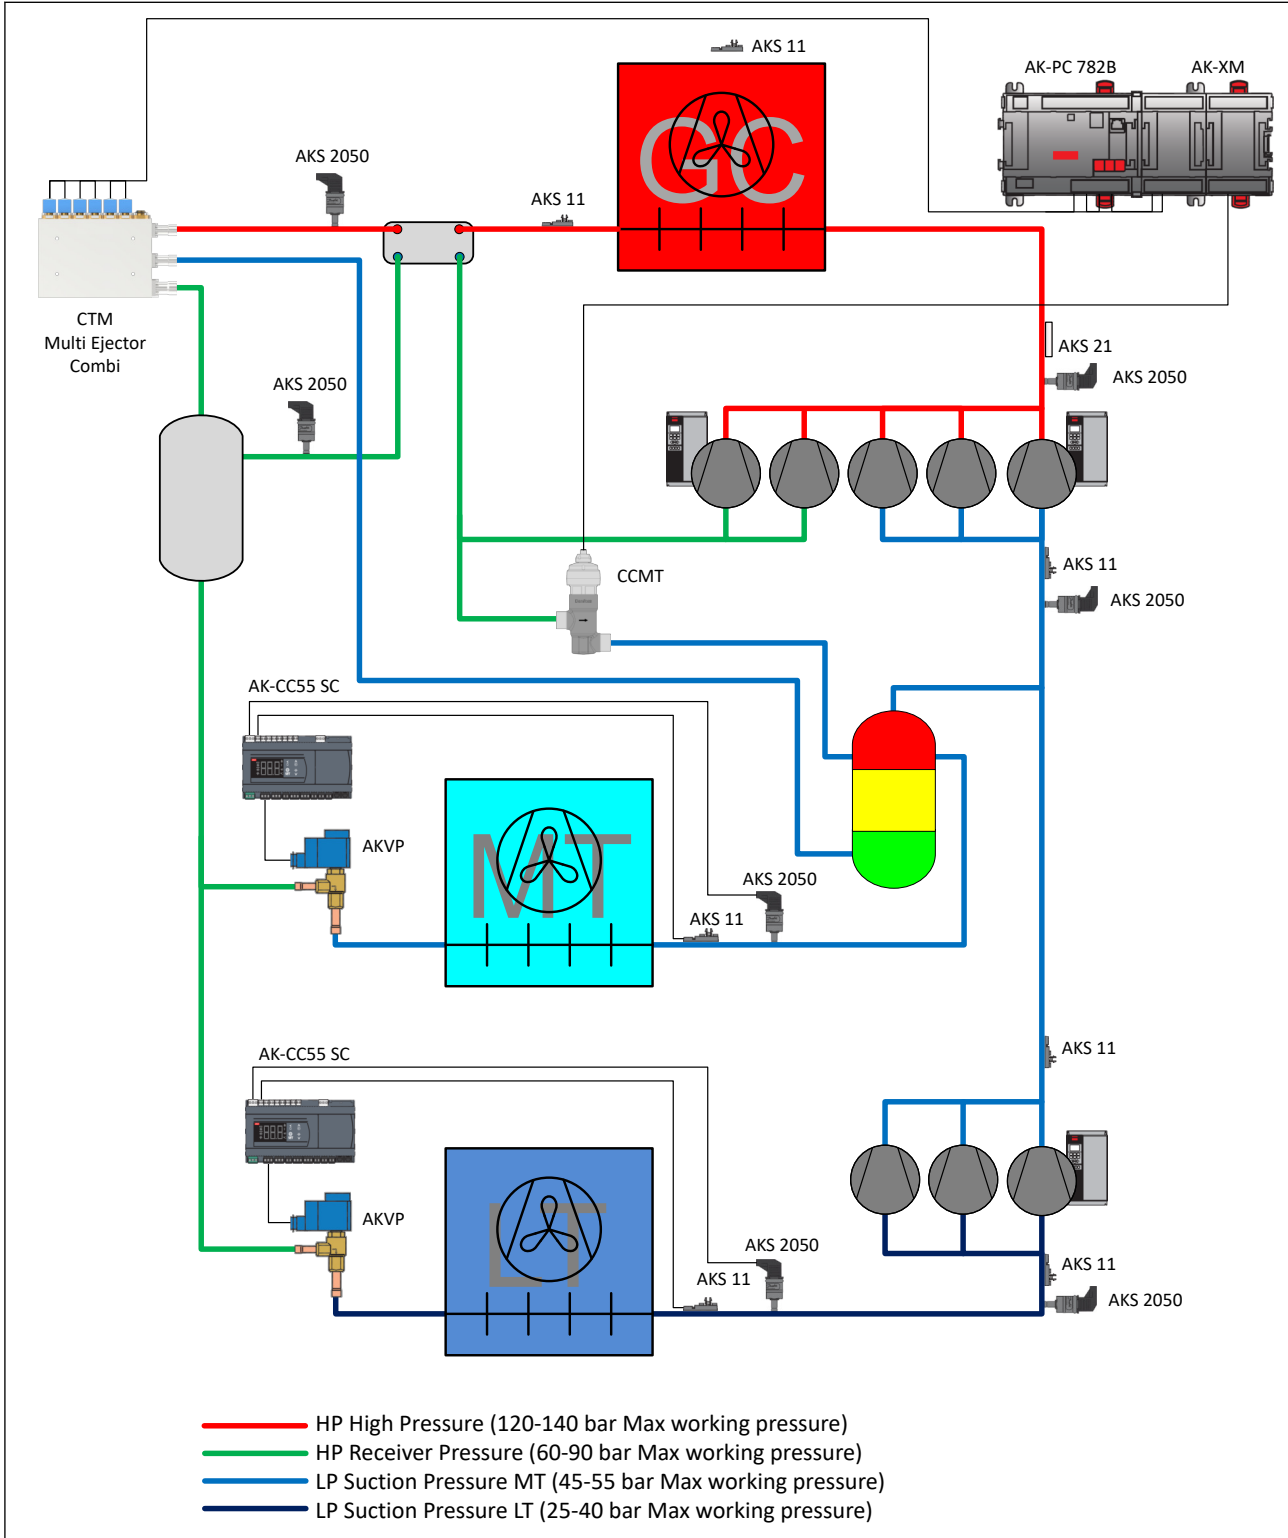 AKS 11
AK-PC 782B
AK-XM
AKS 2050
GC
AKS 11
CTM
Multi Ejector
Combi
AKS 21
AKS 2050
AKS 2050
CCMT
AKS 11
AKS 2050
AK-CC55 SC
AKVP
MT
AKS 2050
AKS 11
AKS 11
AK-CC55 SC
AKVP
LT
AKS 2050
AKS 11
AKS 11
AKS 2050
HP High Pressure (120-140 bar Max working pressure)
HP Receiver Pressure (60-90 bar Max working pressure)
LP Suction Pressure MT (45-55 bar Max working pressure)
LP Suction Pressure LT (25-40 bar Max working pressure)